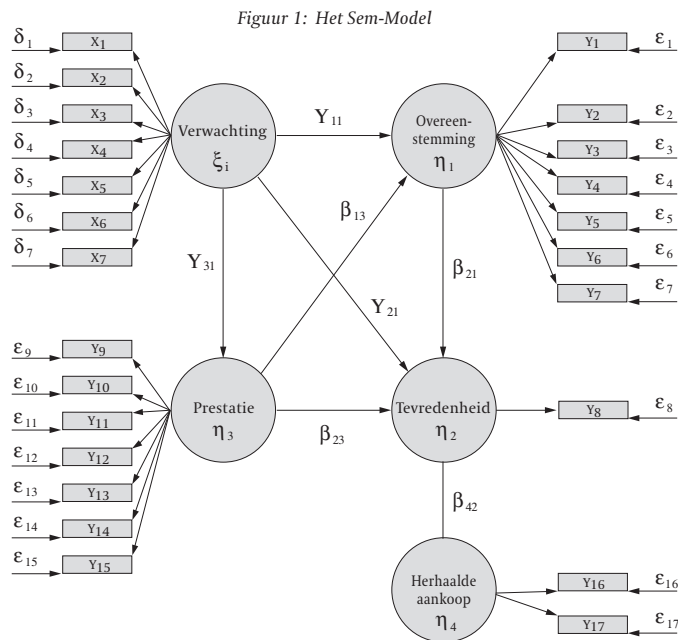 Figuur 1: Het Sem-Model
δ1 X1
δ2 X2
δ3 X3
δ4 X4
δ5 X5
δ6 X6
δ7 X7
Verwachting
ξi
Υ11
Overeen-
stemming
η1
Y1 ε1
Y2 ε2
Y3 ε3
Y4 ε4
Y5 ε5
Y6 ε6
Y7 ε7
Υ31
β13
Υ21
β21
ε9 Y9
ε10 Y10
ε11 Y11
ε12 Y12
ε13 Y13
ε14 Y14
ε15 Y15
Prestatie
η3
β23
Tevredenheid
η2
Y8 ε8
β42
Herhaalde
aankoop
η4
Y16 ε16
Y17 ε17